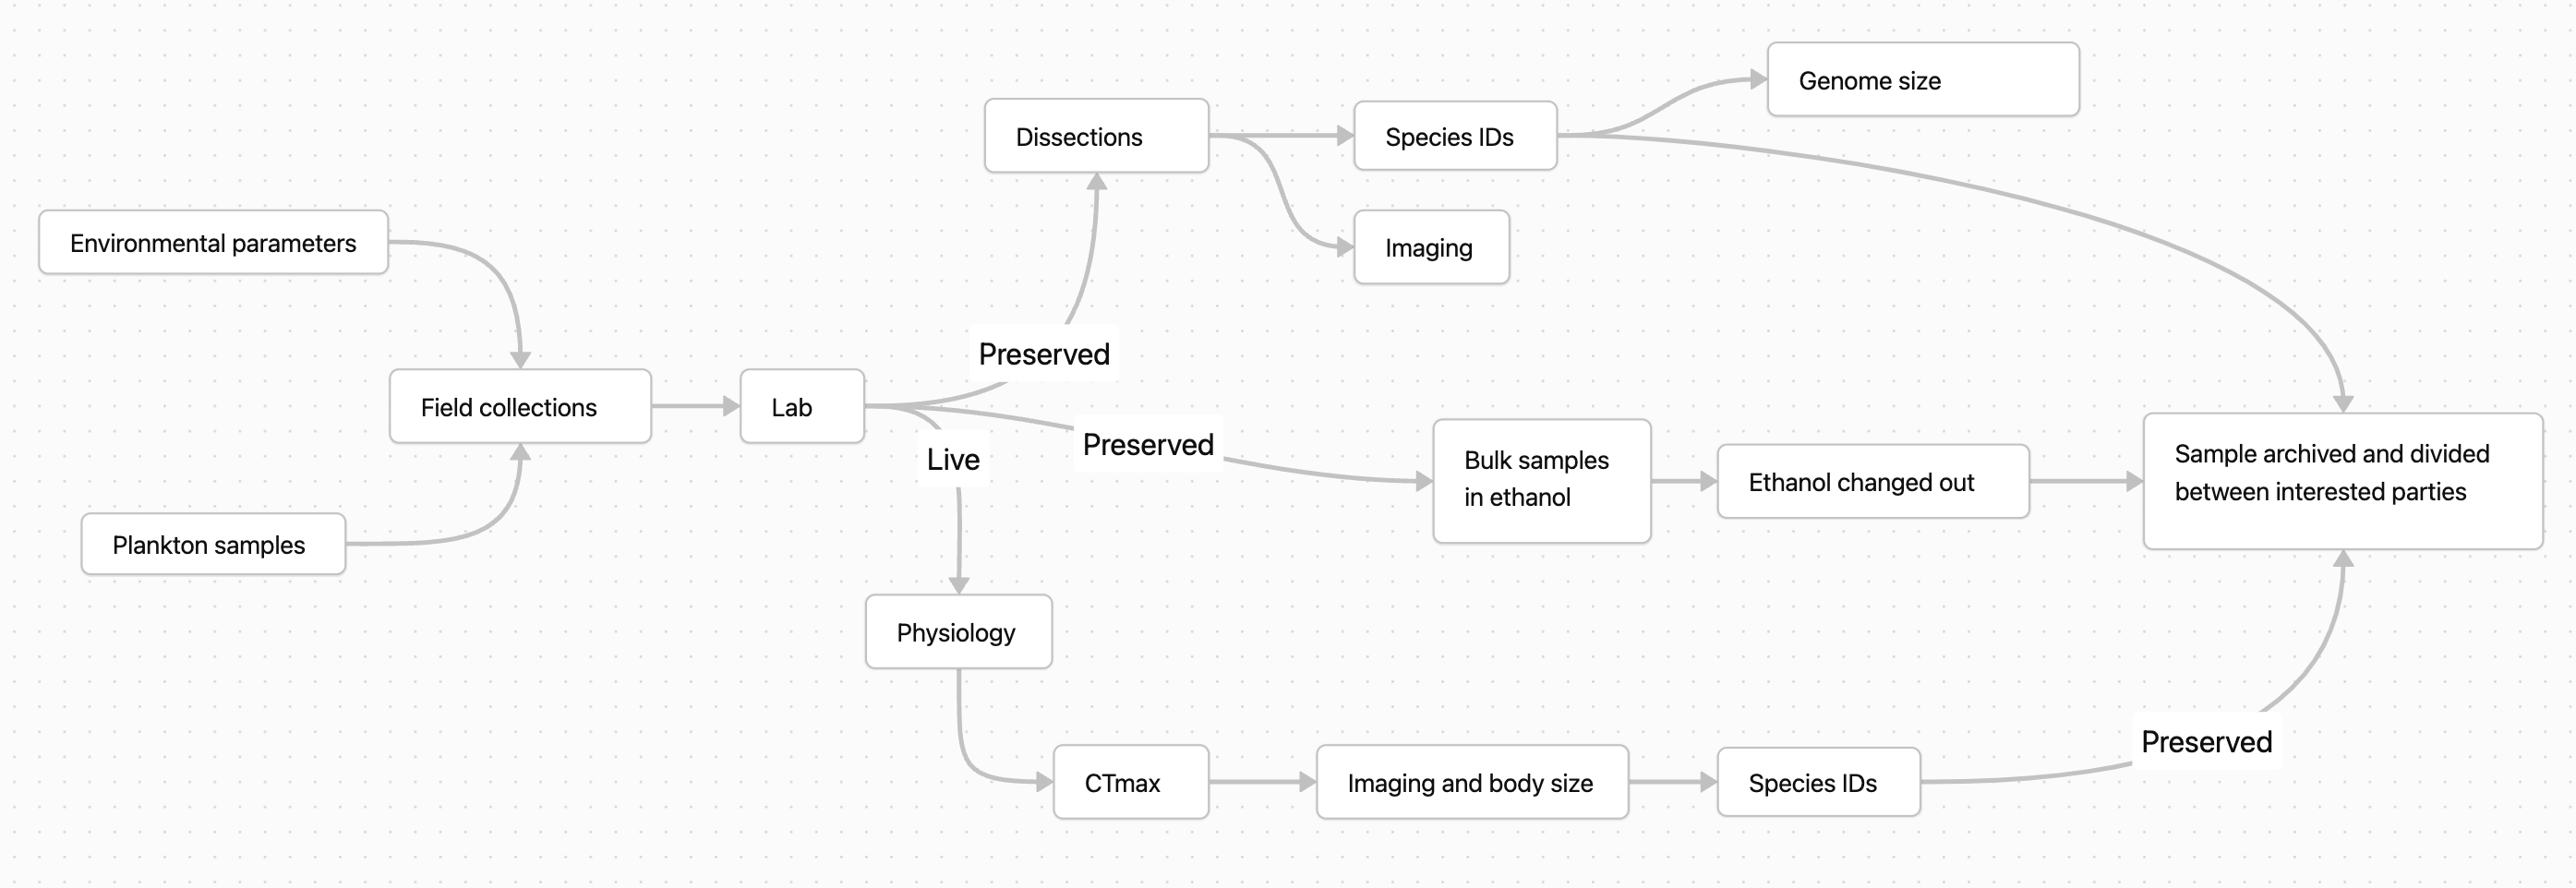 Genome size
Dissections
Species IDs
Environmental parameters
Imaging
Preserved
Field collections
Lab
Preserved
Live
Bulk samples
in ethanol
Ethanol changed out
Sample archived and divided
between interested parties
Plankton samples
Physiology
Preserved
CTmax
Imaging and body size
Species IDs